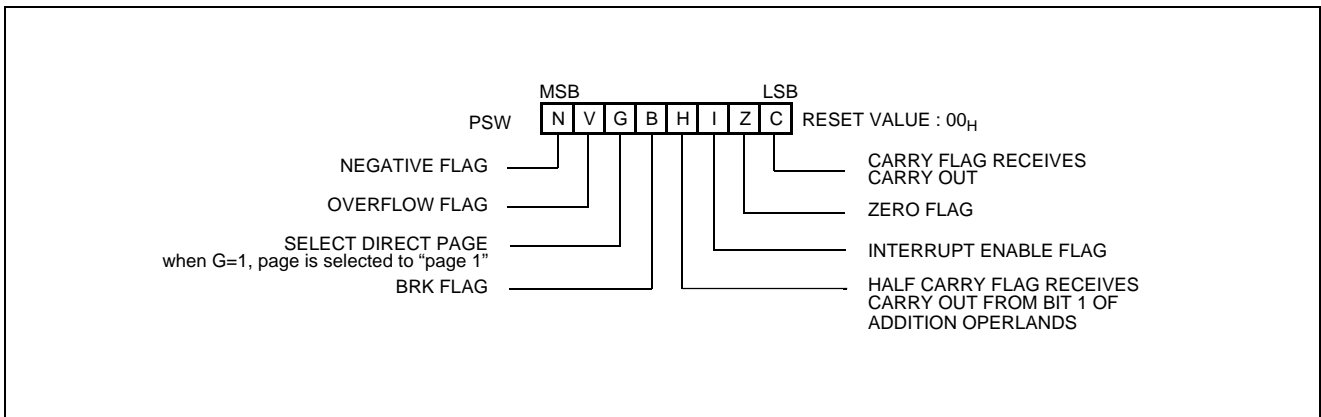 MSB LSB
PSW N V G B H I Z C RESET VALUE : 00H
NEGATIVE FLAG
OVERFLOW FLAG
SELECT DIRECT PAGE
when G=1, page is selected to “page 1”
BRK FLAG
CARRY FLAG RECEIVES
CARRY OUT
ZERO FLAG
INTERRUPT ENABLE FLAG
HALF CARRY FLAG RECEIVES
CARRY OUT FROM BIT 1 OF
ADDITION OPERLANDS